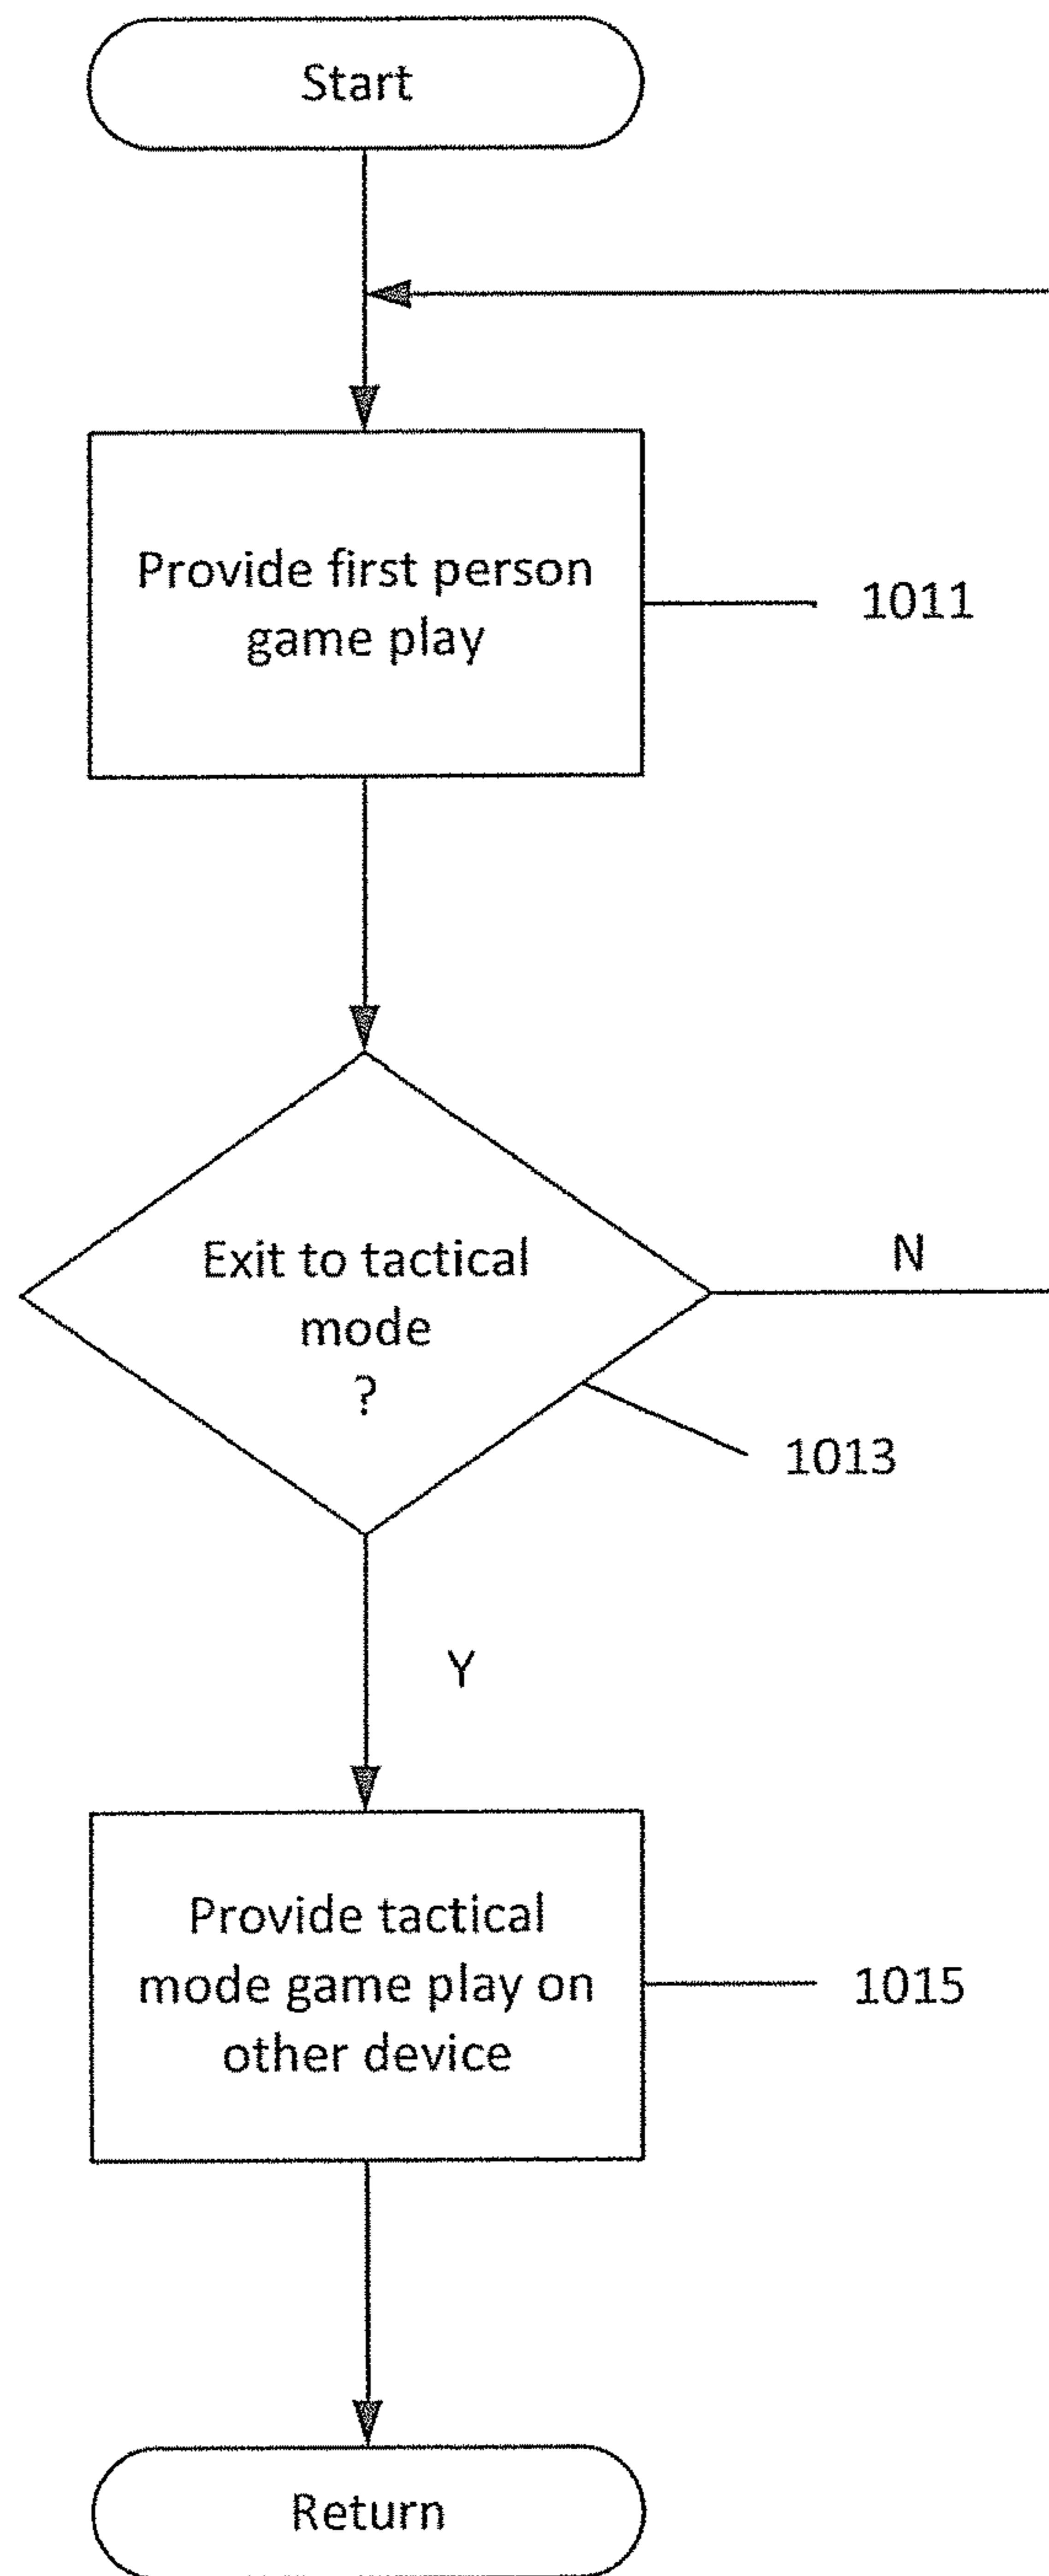 Start
Provide first person
game play
1011
Exit to tactical
mode
?
N
1013
Y
Provide tactical
mode game play on
other device
1015
Return